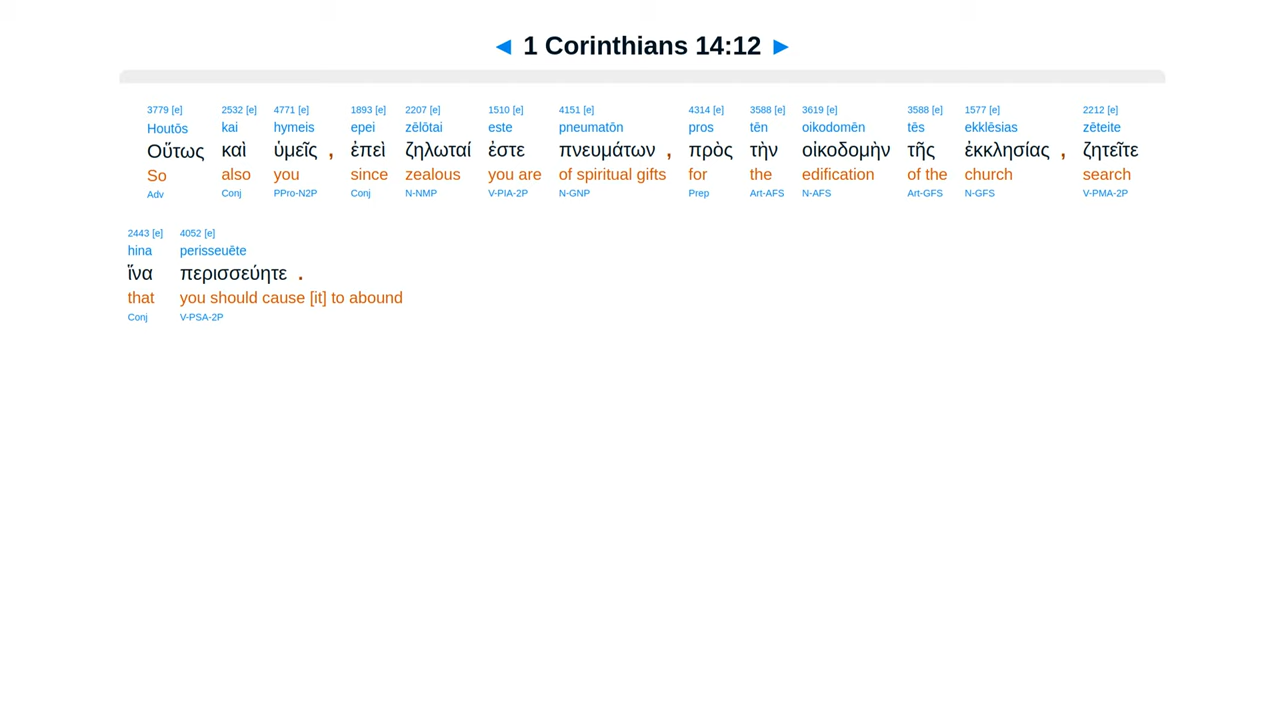 ◄ 1 Corinthians 14:12 ►
3779 [e] 2532 [e] 4771 [e] 1893 [e] 2207 [e] 1510 [e] 4151 [e] 4314 [e] 3588 [e] 3619 [e] 3588 [e] 1577 [e] 2212 [e]
Houtōs kai hymeis epei zēlōtai este pneumatōn pros tēn oikodomēn tēs ekklēsias zēteite
Οὕτως καὶ ὑμεῖς , ἐπεὶ ζηλωταί ἐστε πνευμάτων , πρὸς τὴν οἰκοδομὴν τῆς ἐκκλησίας , ζητεῖτε
So also you since zealous you are of spiritual gifts for the edification of the church search
Adv Conj PPro-N2P Conj N-NMP V-PIA-2P N-GNP Prep Art-AFS N-AFS Art-GFS N-GFS V-PMA-2P
2443 [e] 4052 [e]
hina perisseuēte
ἵνα περισσεύητε .
that you should cause [it] to abound
Conj V-PSA-2P